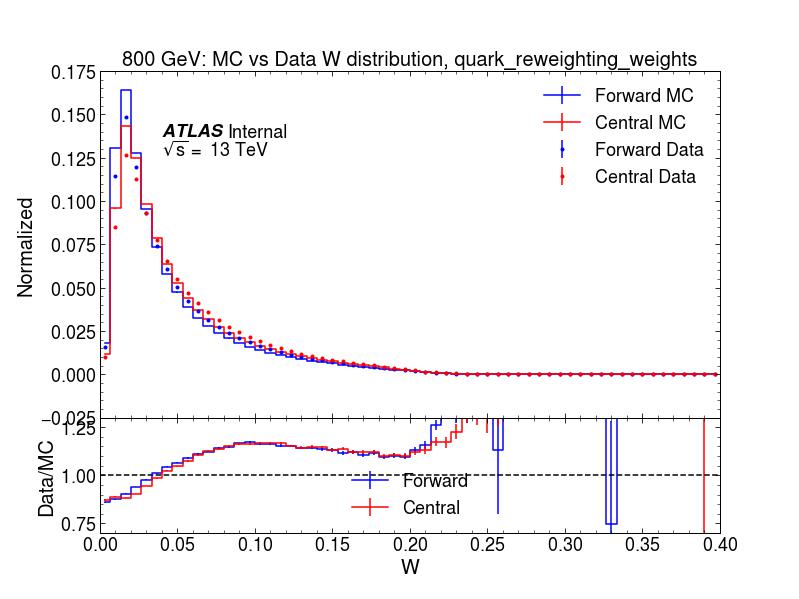 800 GeV: MC vs Data W distribution, quark_reweighting_weights
0.175
0.150
0.125
0.100
0.075
0.050
0.025
0.000
−0.025
Normalized
ATLAS Internal
√s = 13 TeV
Forward MC
Central MC
Forward Data
Central Data
1.25
1.00
0.75
Data/MC
Forward
Central
0.00 0.05 0.10 0.15 0.20 0.25 0.30 0.35 0.40
W